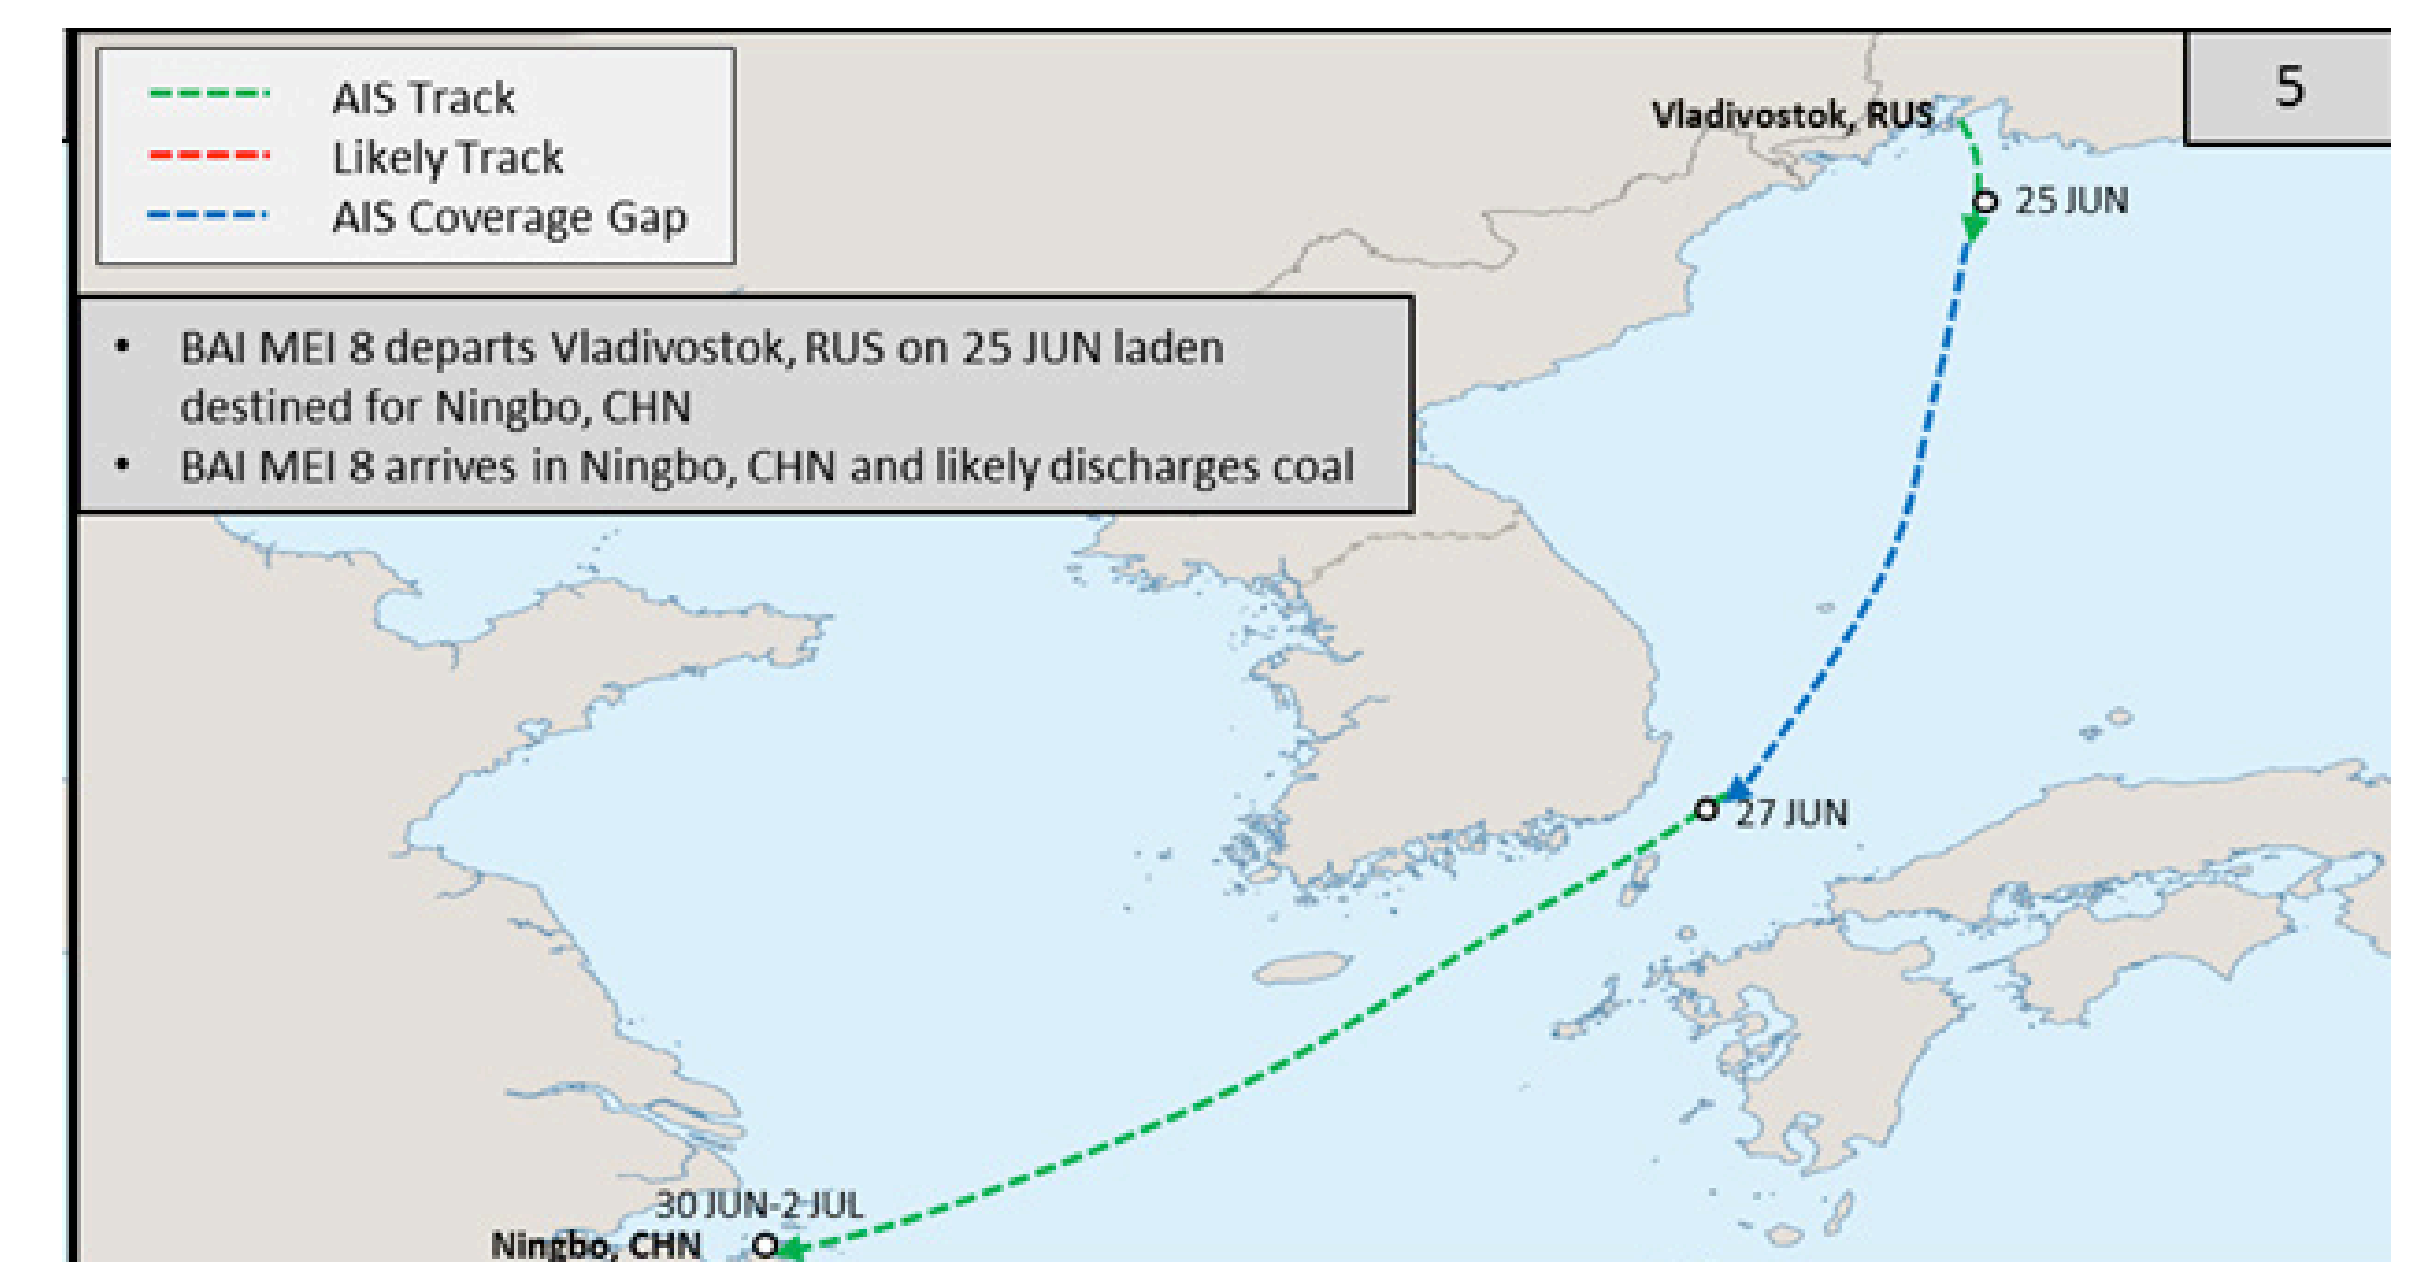 AIS Track
Likely Track
AIS Coverage Gap
5
Vladivostok, RUS
25 JUN
• BAI MEI 8 departs Vladivostok, RUS on 25 JUN laden
destined for Ningbo, CHN
• BAI MEI 8 arrives in Ningbo, CHN and likely discharges coal
27 JUN
30 JUN-2 JUL
Ningbo, CHN